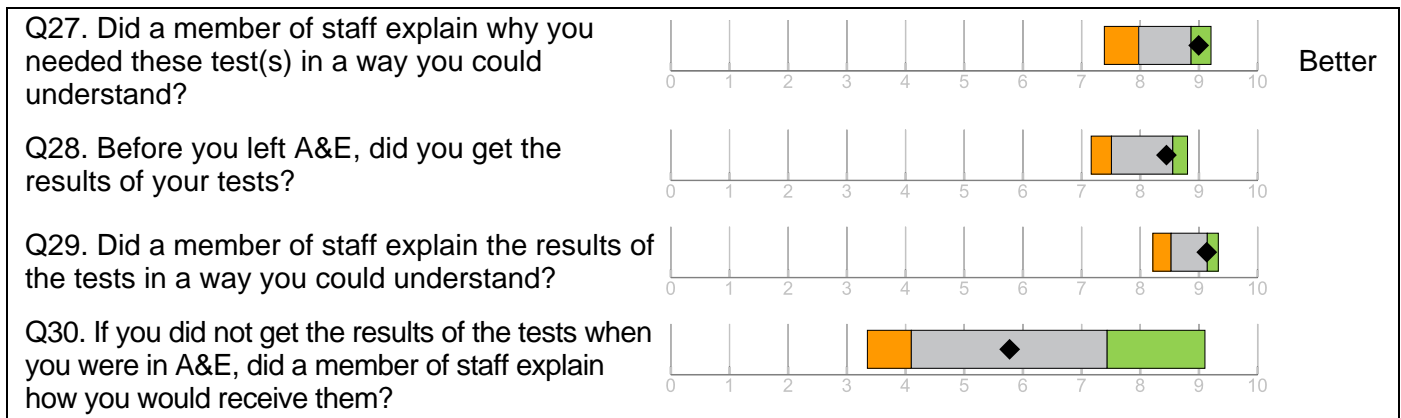 Q27. Did a member of staff explain why you
needed these test(s) in a way you could
understand?
0 1 2 3 4 5 6 7 8 9 10
Better
Q28. Before you left A&E, did you get the
results of your tests?
0 1 2 3 4 5 6 7 8 9 10
Q29. Did a member of staff explain the results of
the tests in a way you could understand?
0 1 2 3 4 5 6 7 8 9 10
Q30. If you did not get the results of the tests when
you were in A&E, did a member of staff explain
how you would receive them?
0 1 2 3 4 5 6 7 8 9 10